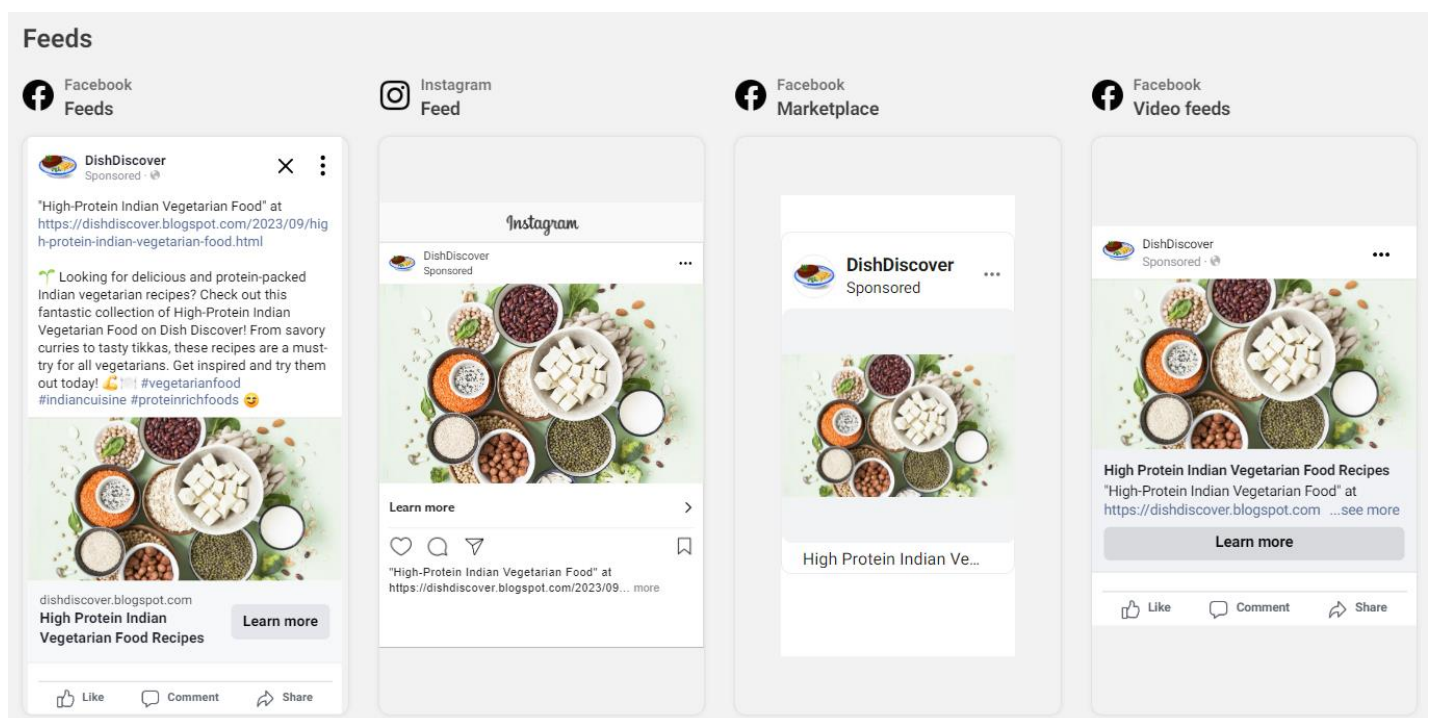 Feeds
Facebook
Feeds
DishDiscover
Sponsored ·
"High-Protein Indian Vegetarian Food" at
https://dishdiscover.blogspot.com/2023/09/hig
h-protein-indian-vegetarian-food.html
🌱 Looking for delicious and protein-packed
Indian vegetarian recipes? Check out this
fantastic collection of High-Protein Indian
Vegetarian Food on Dish Discover! From savory
curries to tasty tikkas, these recipes are a must-
try for all vegetarians. Get inspired and try them
out today! 💪🍽️ #vegetarianfood
#indiancuisine #proteinrichfoods 😋
dishdiscover.blogspot.com
High Protein Indian
Vegetarian Food Recipes
Learn more
Like Comment Share
Instagram
Feed
Instagram
DishDiscover
Sponsored
Learn more
"High-Protein Indian Vegetarian Food" at
https://dishdiscover.blogspot.com/2023/09... more
Facebook
Marketplace
DishDiscover
Sponsored
High Protein Indian Ve...
Facebook
Video feeds
DishDiscover
Sponsored ·
High Protein Indian Vegetarian Food Recipes
"High-Protein Indian Vegetarian Food" at
https://dishdiscover.blogspot.com ...see more
Learn more
Like Comment Share